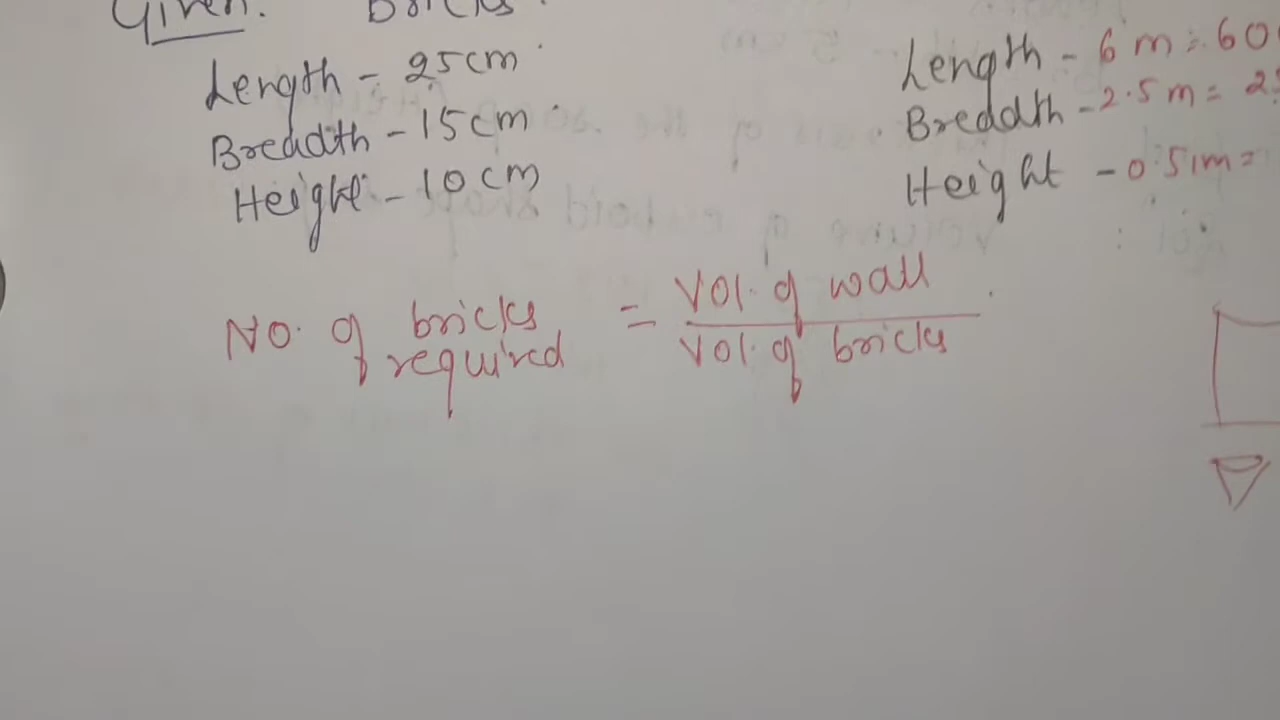 Given: Bricks
Length - 25cm
Breadth - 15cm
Height - 10cm
Length - 6 m = 60
Breadth - 2.5 m = 2
Height - 0.5 m =
No. of bricks required = Vol. of wall
Vol. of bricks